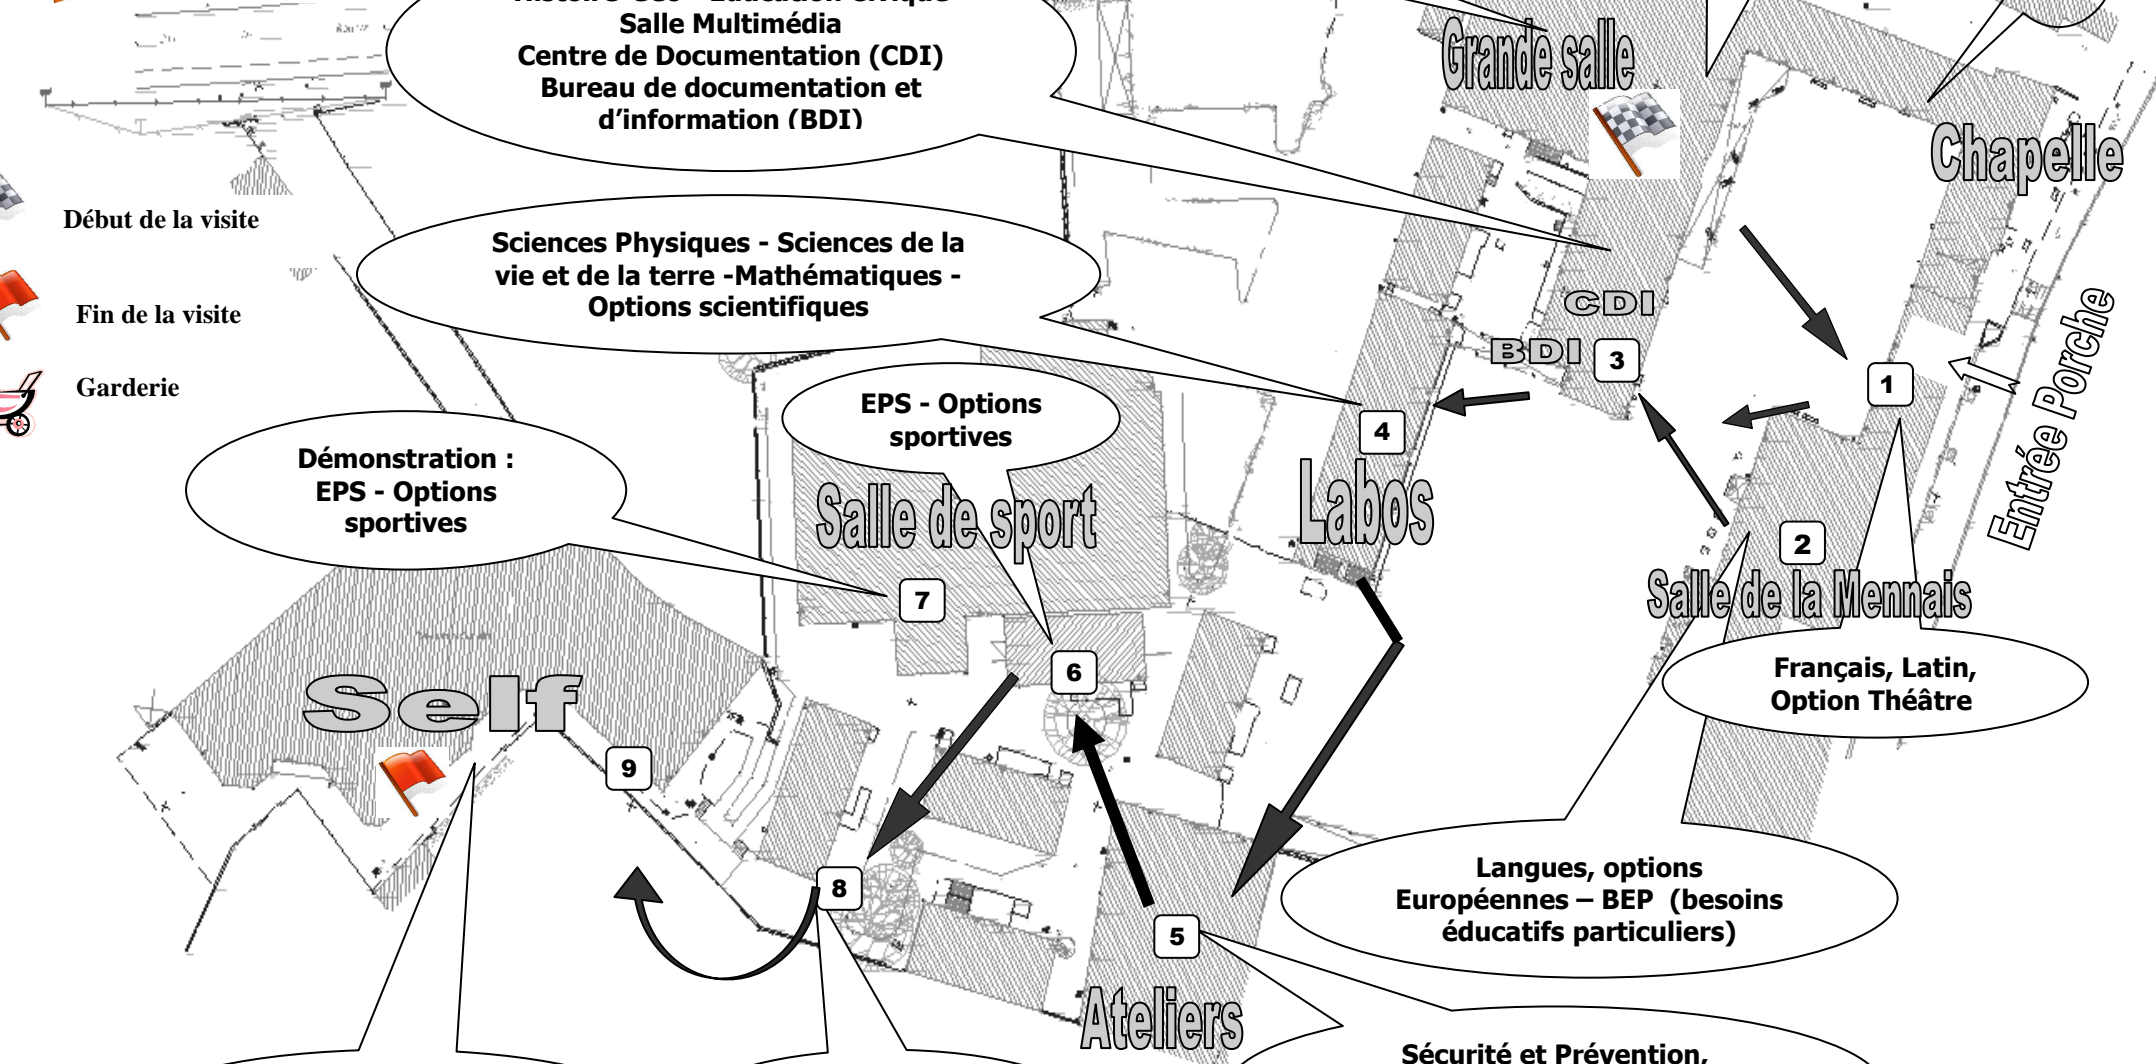 Salle Multimédia
Centre de Documentation (CDI)
Bureau de documentation et
d'information (BDI)
Grande salle
Chapelle
Début de la visite
Sciences Physiques - Sciences de la
vie et de la terre -Mathématiques -
Options scientifiques
Fin de la visite
CDI
BDI
3
1
Entrée Porche
Garderie
EPS - Options
sportives
4
Démonstration :
EPS - Options
sportives
Salle de sport
Labos
2
7
Salle de la Mennais
6
Français, Latin,
Option Théâtre
Self
9
8
Langues, options
Européennes – BEP (besoins
éducatifs particuliers)
5
Ateliers
Sécurité et Prévention,